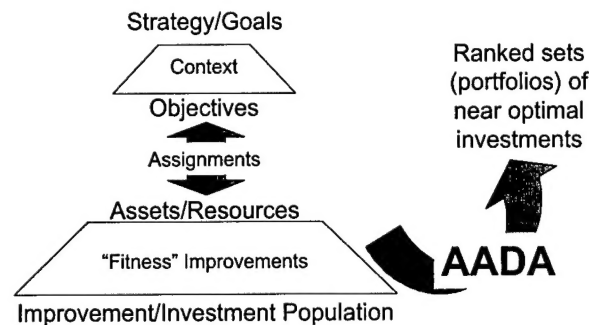 Strategy/Goals
Context
Objectives
Assignments
Assets/Resources
"Fitness" Improvements
Improvement/Investment Population
Ranked sets
(portfolios) of
near optimal
investments
AADA